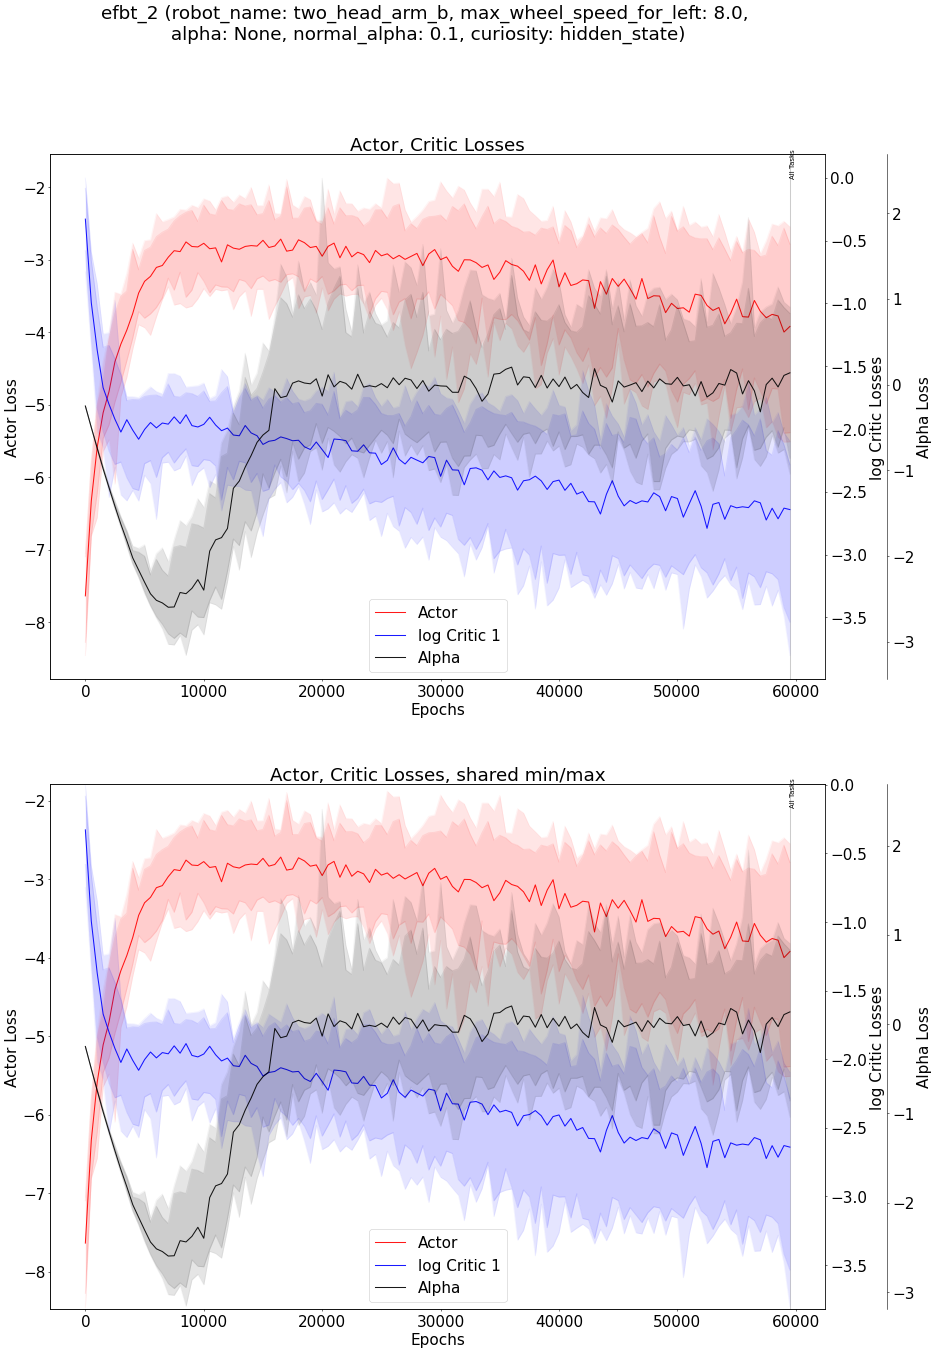 efbt_2 (robot_name: two_head_arm_b, max_wheel_speed_for_left: 8.0,
alpha: None, normal_alpha: 0.1, curiosity: hidden_state)
Actor, Critic Losses
All Tasks
Actor Loss
−2
−3
−4
−5
−6
−7
−8
0.0
−0.5
−1.0
−1.5
−2.0
−2.5
−3.0
−3.5
log Critic Losses
2
1
0
−1
−2
−3
Alpha Loss
Actor
log Critic 1
Alpha
0 10000 20000 30000 40000 50000 60000
Epochs
Actor, Critic Losses, shared min/max
All Tasks
Actor Loss
−2
−3
−4
−5
−6
−7
−8
0.0
−0.5
−1.0
−1.5
−2.0
−2.5
−3.0
−3.5
log Critic Losses
2
1
0
−1
−2
−3
Alpha Loss
Actor
log Critic 1
Alpha
0 10000 20000 30000 40000 50000 60000
Epochs